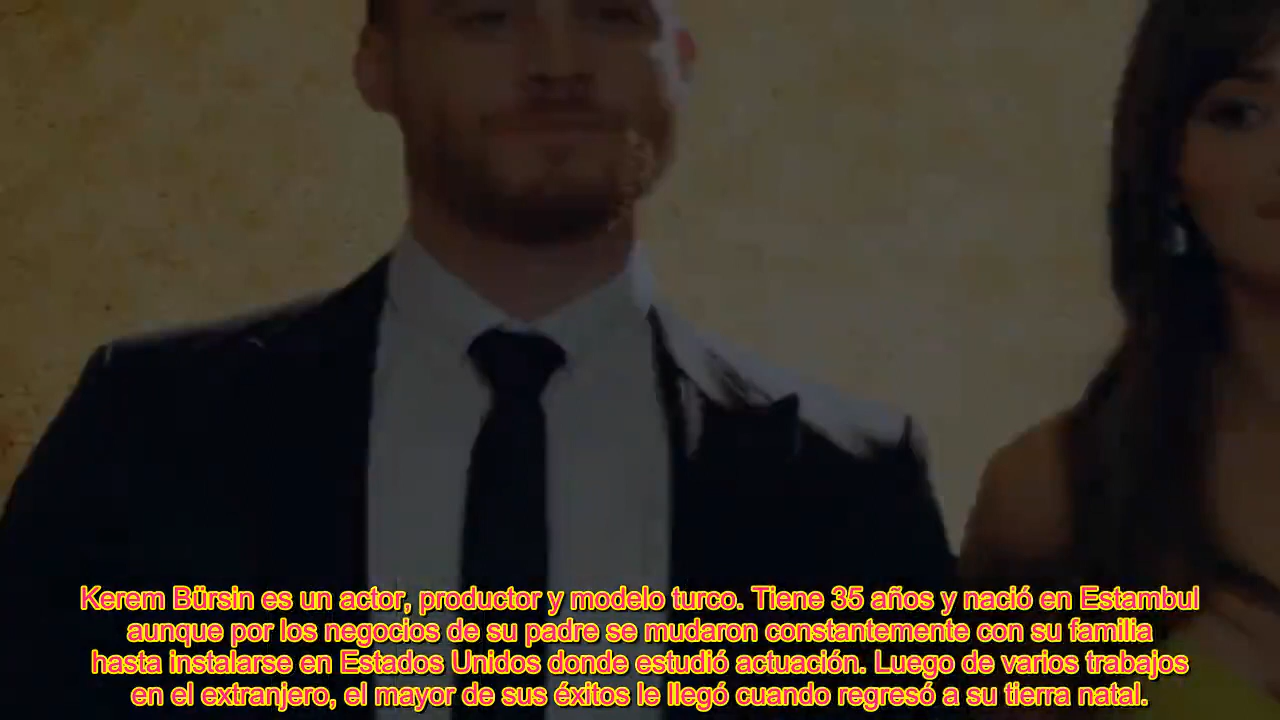 Kerem Bürsin es un actor, productor y modelo turco. Tiene 35 años y nació en Estambul
aunque por los negocios de su padre se mudaron constantemente con su familia
hasta instalarse en Estados Unidos donde estudió actuación. Luego de varios trabajos
en el extranjero, el mayor de sus éxitos le llegó cuando regresó a su tierra natal.